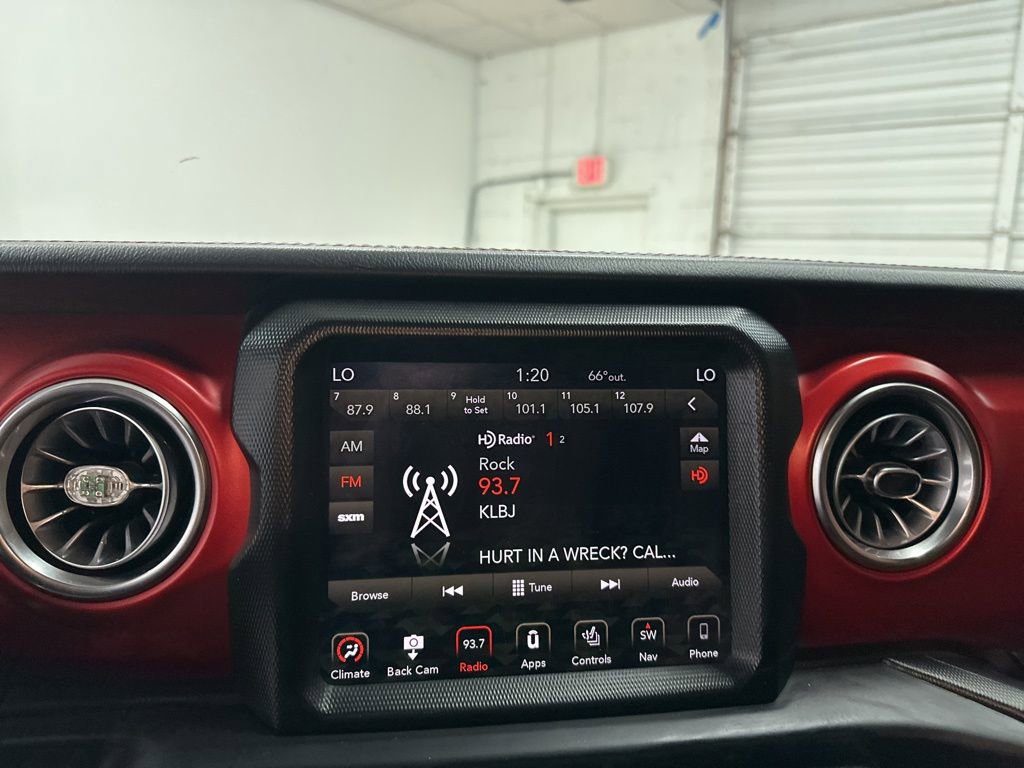 EXIT
LO 1:20 66°out. LO
7 87.9 8 88.1 9 Hold to Set 10 101.1 11 105.1 12 107.9
AM
FM
sxm
HD Radio 1 2
Rock
93.7
KLBJ
HURT IN A WRECK? CAL...
Map
HD
Browse Tune Audio
93.7 SW
Climate Back Cam Radio Apps Controls Nav Phone